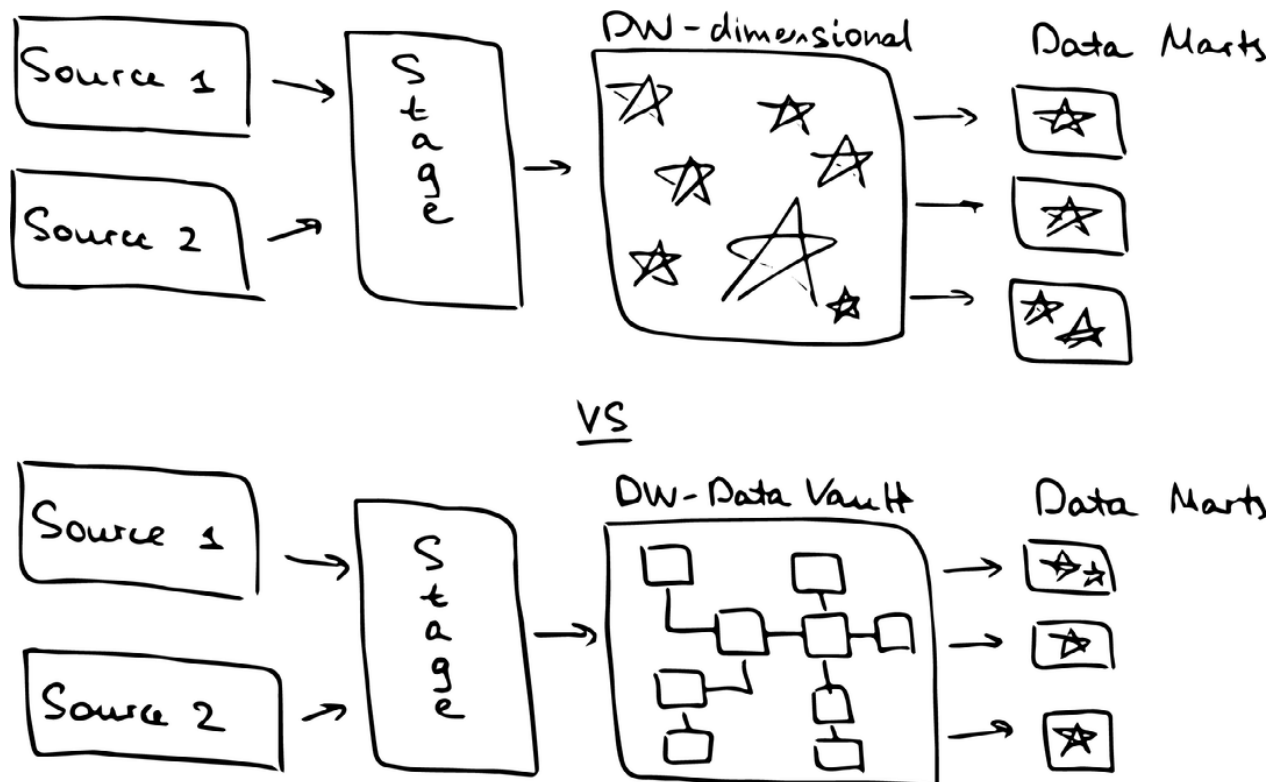 DW-dimensional
Data Marts
Source 1
Stage
Source 2
VS
DW-Data Vault
Data Marts
Source 1
Stage
Source 2